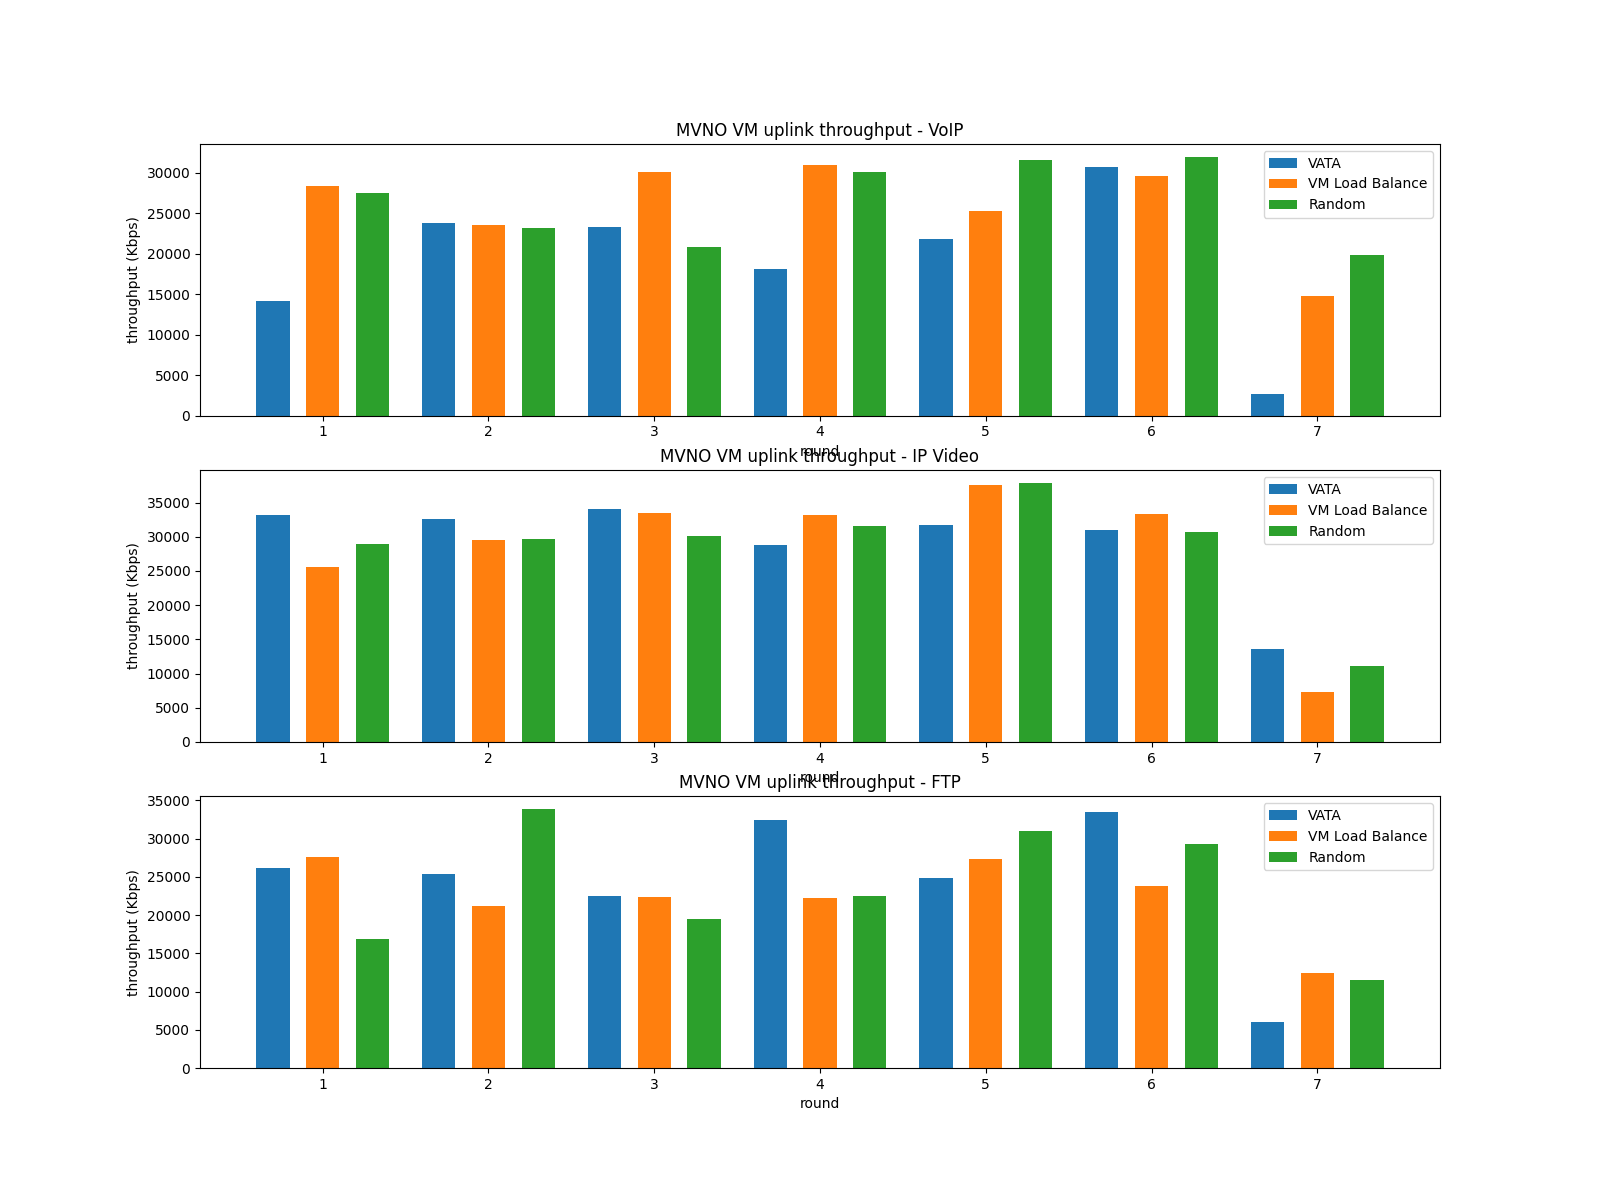 MVNO VM uplink throughput - VoIP
throughput (Kbps)
30000
25000
20000
15000
10000
5000
0
VATA
VM Load Balance
Random
1 2 3 4 5 6 7
round
MVNO VM uplink throughput - IP Video
throughput (Kbps)
35000
30000
25000
20000
15000
10000
5000
0
VATA
VM Load Balance
Random
1 2 3 4 5 6 7
round
MVNO VM uplink throughput - FTP
throughput (Kbps)
35000
30000
25000
20000
15000
10000
5000
0
VATA
VM Load Balance
Random
1 2 3 4 5 6 7
round